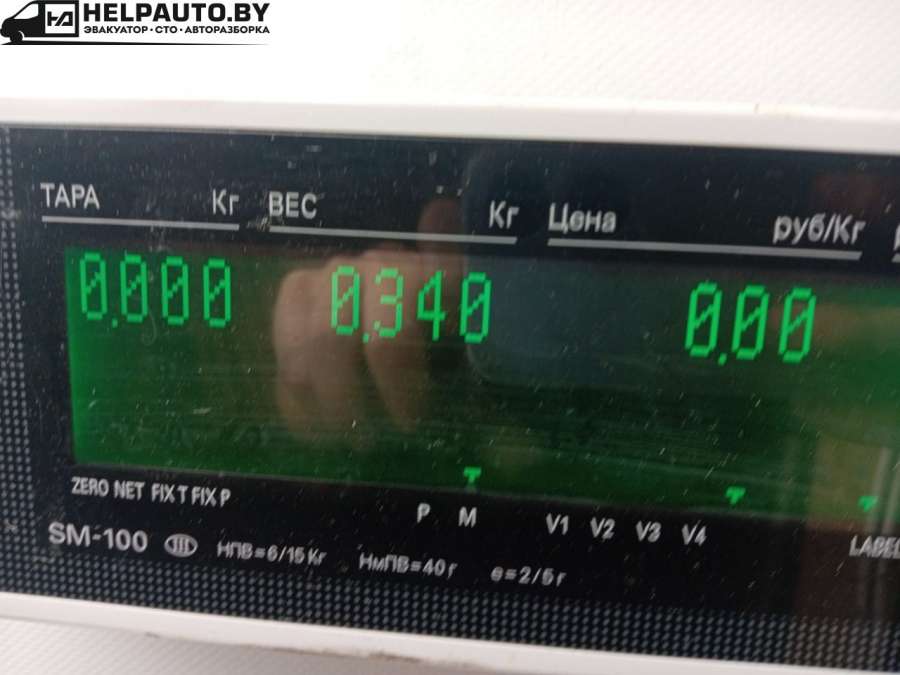 HELPAUTO.BY
ЭВАКУАТОР · СТО · АВТОРАЗБОРКА
ТАРА Кг ВЕС Кг Цена руб/Кг
0.000 0.340 0.00
ZERO NET FIX T FIX P P M V1 V2 V3 V4
SM-100 III НПВ=6/15 Кг НмПВ=40 г e=2/5 г